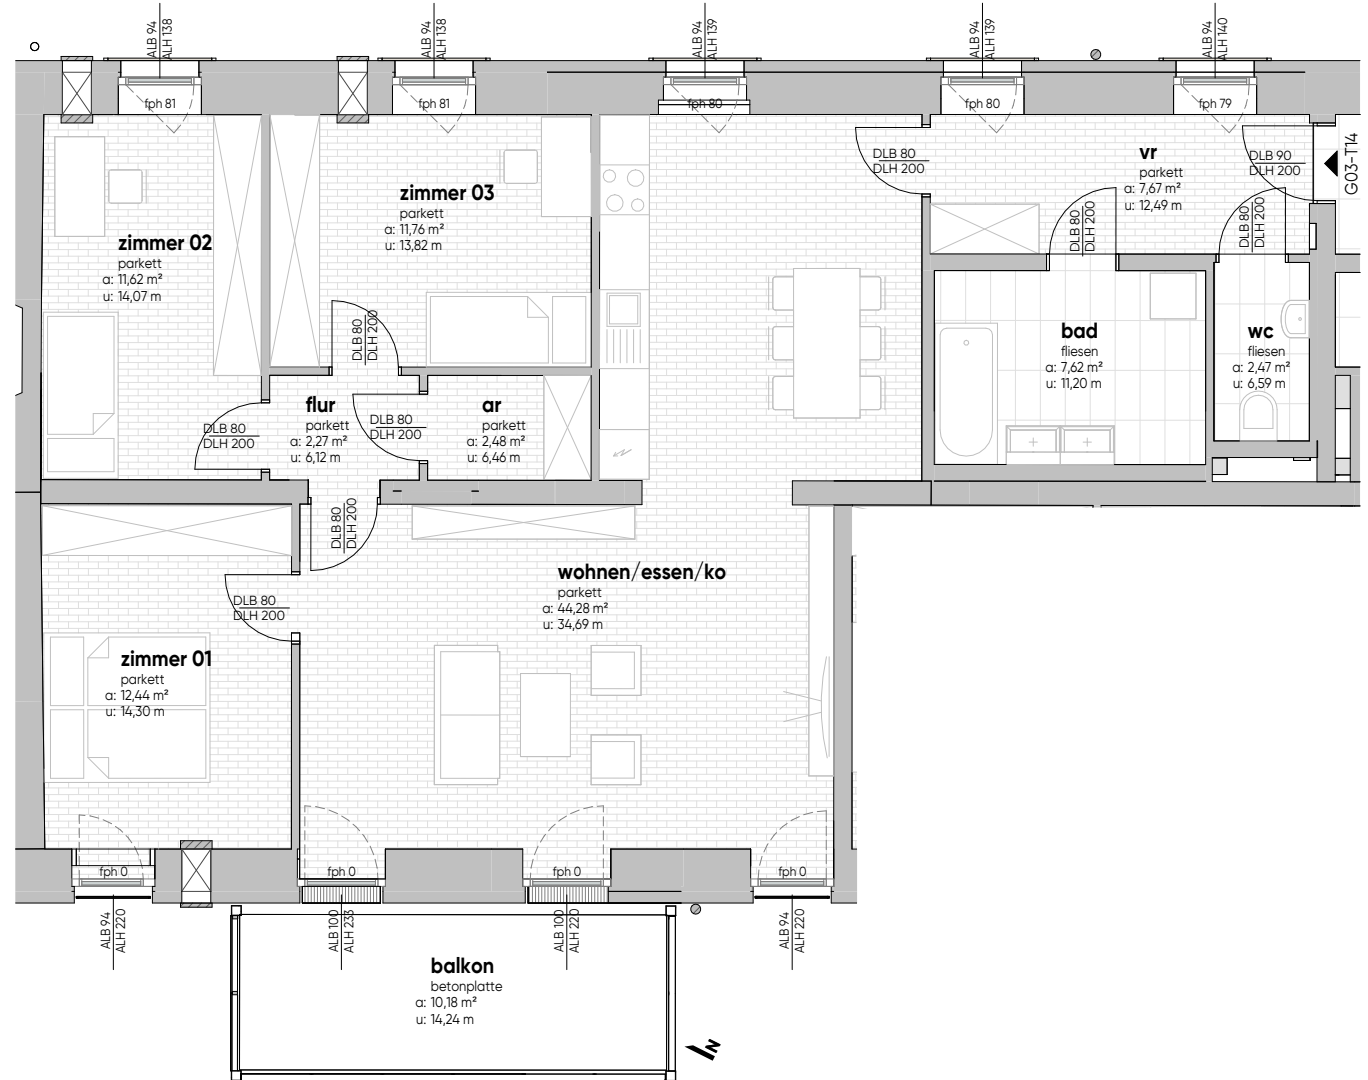 ALB 94
ALH 138
ALB 94
ALH 138
ALB 94
ALH 139
ALB 94
ALH 139
ALB 94
ALH 140
fph 81
fph 81
fph 80
fph 80
fph 79
zimmer 02
parkett
a: 11,62 m²
u: 14,07 m
zimmer 03
parkett
a: 11,76 m²
u: 13,82 m
DLB 80
DLH 200
vr
parkett
a: 7,67 m²
u: 12,49 m
DLB 90
DLH 200
G03-T14
DLB 80
DLH 200
DLB 80
DLH 200
DLB 80
DLH 200
bad
fliesen
a: 7,62 m²
u: 11,20 m
wc
fliesen
a: 2,47 m²
u: 6,59 m
DLB 80
DLH 200
flur
parkett
a: 2,27 m²
u: 6,12 m
DLB 80
DLH 200
ar
parkett
a: 2,48 m²
u: 6,46 m
DLB 80
DLH 200
DLB 80
DLH 200
wohnen/essen/ko
parkett
a: 44,28 m²
u: 34,69 m
zimmer 01
parkett
a: 12,44 m²
u: 14,30 m
fph 0
fph 0
fph 0
fph 0
ALB 94
ALH 220
ALB 100
ALH 233
ALB 100
ALH 220
ALB 94
ALH 220
balkon
betonplatte
a: 10,18 m²
u: 14,24 m
N